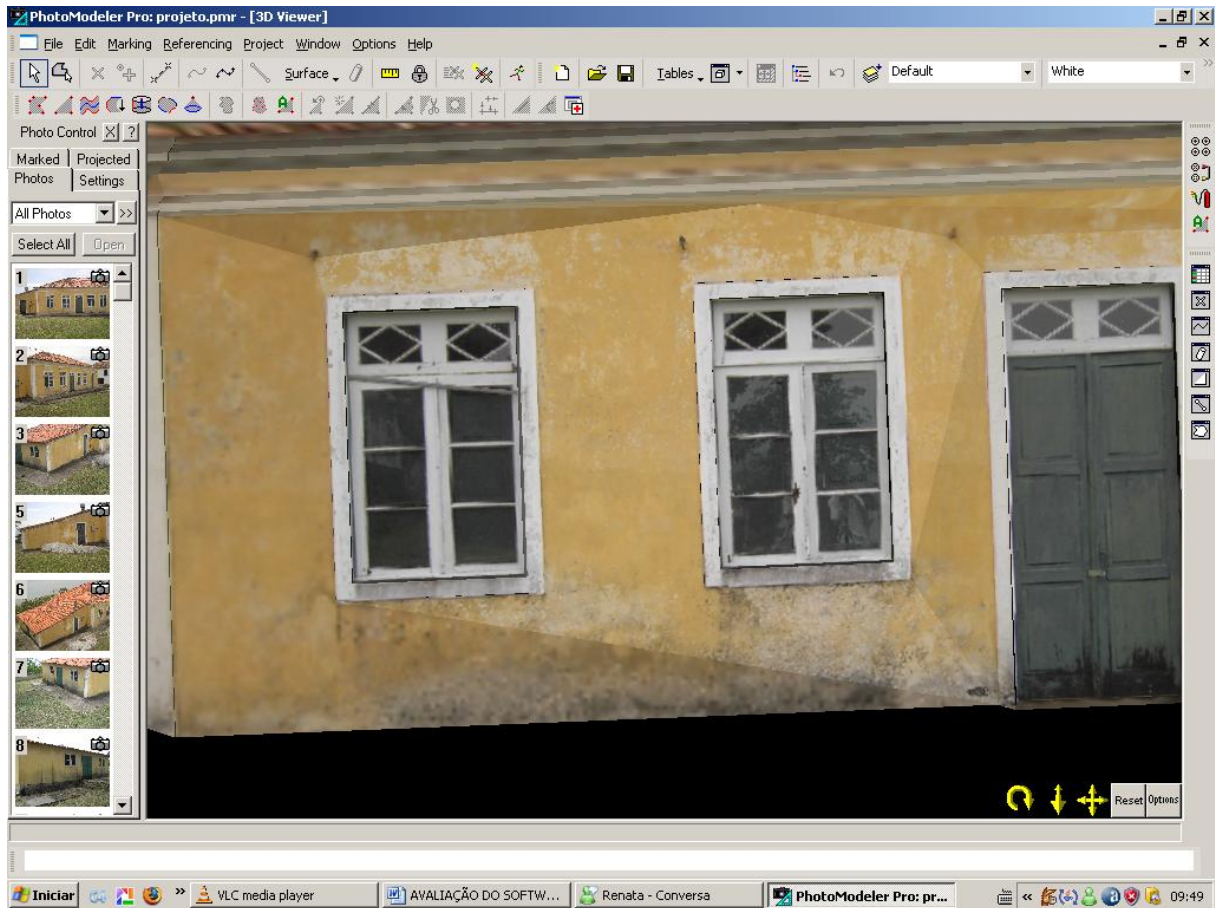 PhotoModeler Pro: projeto.pmr - [3D Viewer]
File Edit Marking Referencing Project Window Options Help
Surface Tables Default White
Photo Control
Marked Projected
Photos Settings
All Photos >>
Select All Open
1
2
3
5
6
7
8
Reset Options
Iniciar » VLC media player AVALIAÇÃO DO SOFTW... Renata - Conversa PhotoModeler Pro: pr... « 09:49